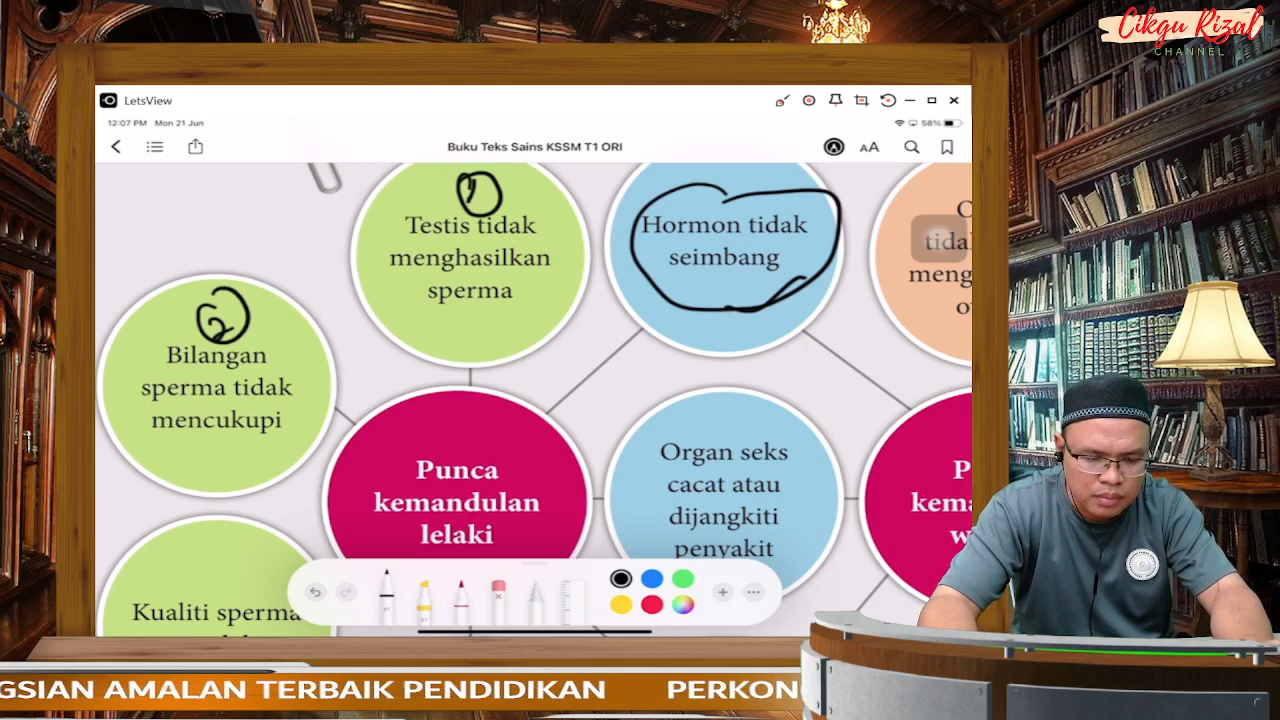 Cikgu Rizal
CHANNEL
LetsView
12:07 PM Mon 21 Jun
58%
Buku Teks Sains KSSM T1 ORI
AA
1
Testis tidak
menghasilkan
sperma
Hormon tidak
seimbang
2
Bilangan
sperma tidak
mencukupi
Punca
kemandulan
lelaki
Organ seks
cacat atau
dijangkiti
penyakit
Kualiti sperma
GSIAN AMALAN TERBAIK PENDIDIKAN PERKON